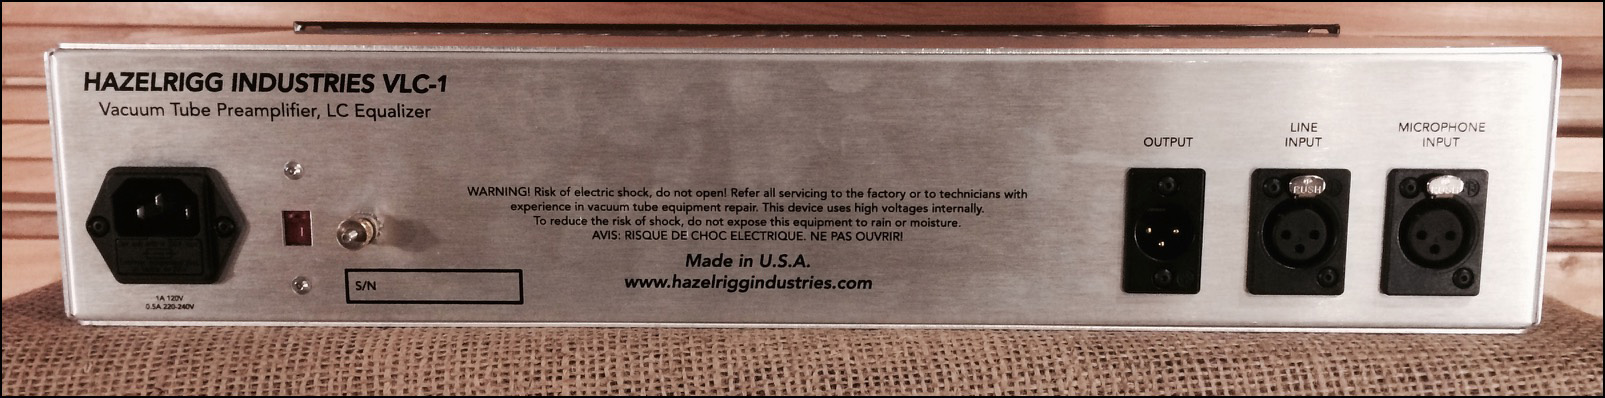 HAZELRIGG INDUSTRIES VLC-1
Vacuum Tube Preamplifier, LC Equalizer
OUTPUT
LINE
INPUT
MICROPHONE
INPUT
PUSH
PUSH
WARNING! Risk of electric shock, do not open! Refer all servicing to the factory or to technicians with
experience in vacuum tube equipment repair. This device uses high voltages internally.
To reduce the risk of shock, do not expose this equipment to rain or moisture.
AVIS: RISQUE DE CHOC ELECTRIQUE. NE PAS OUVRIR!
Made in U.S.A.
www.hazelriggindustries.com
S/N
1A 120V
0.5A 220-240V